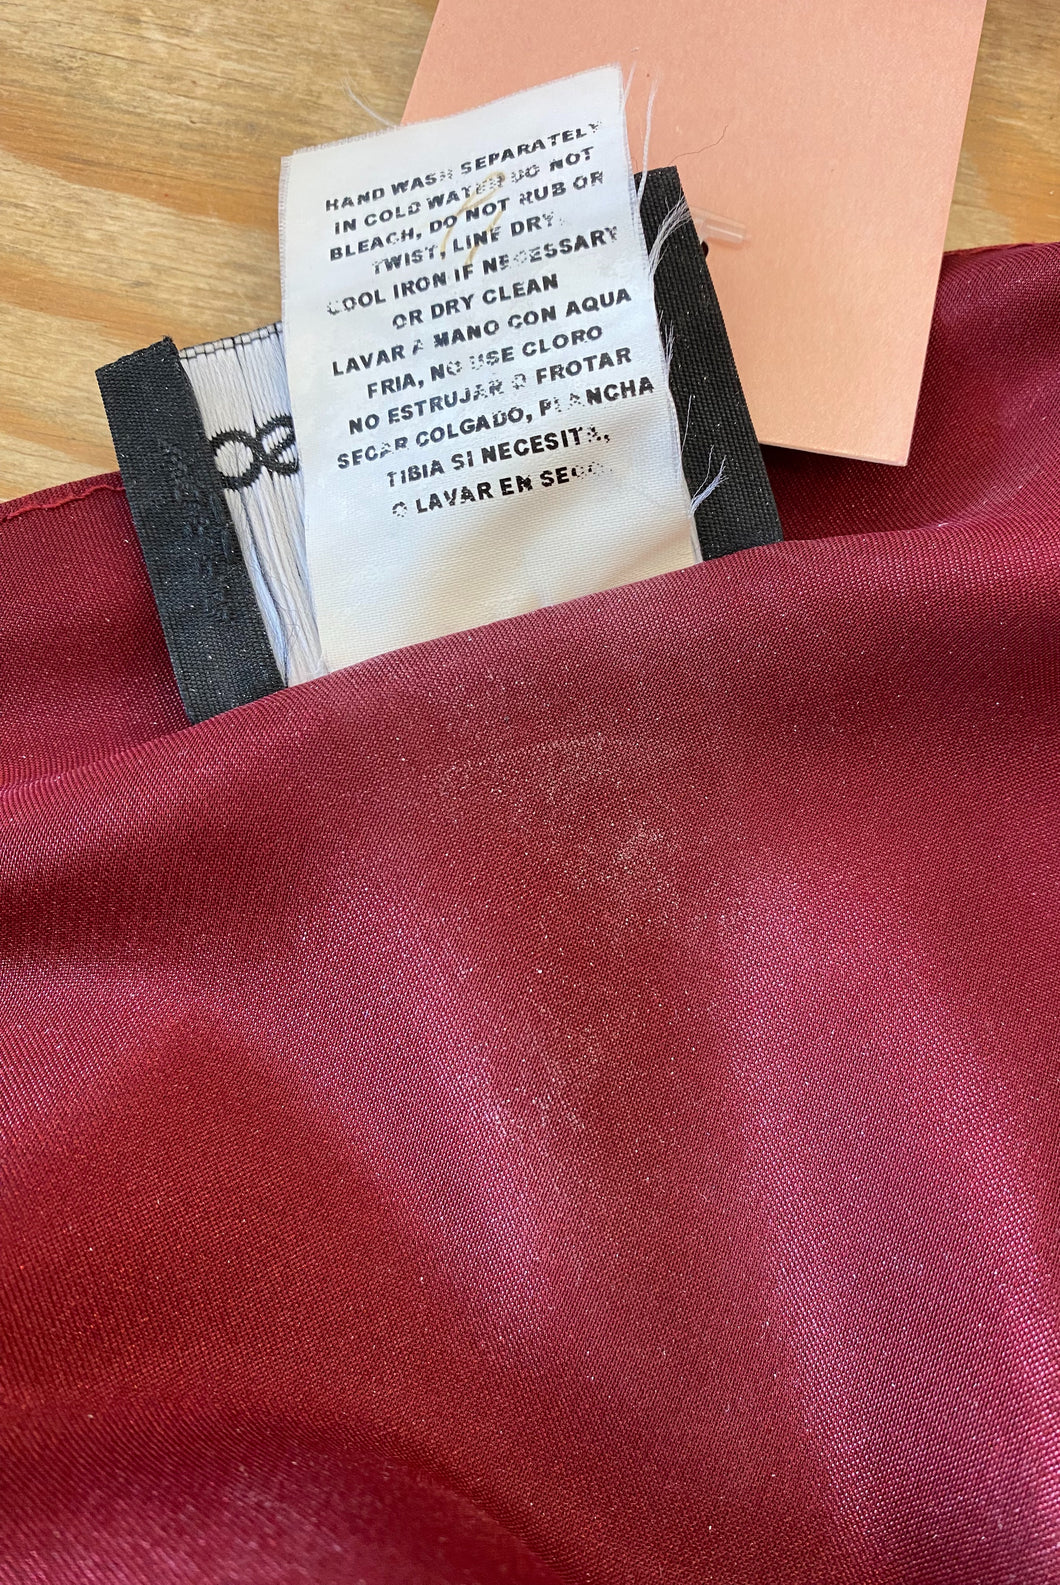 HAND WASH SEPARATELY
IN COLD WATER DO NOT
BLEACH, DO NOT RUB OR
TWIST, LINE DRY.
COOL IRON IF NECESSARY
OR DRY CLEAN
LAVAR A MANO CON AQUA
FRIA, NO USE CLORO
NO ESTRUJAR O FROTAR
SECAR COLGADO, PLANCHA
TIBIA SI NECESITA,
O LAVAR EN SECO.